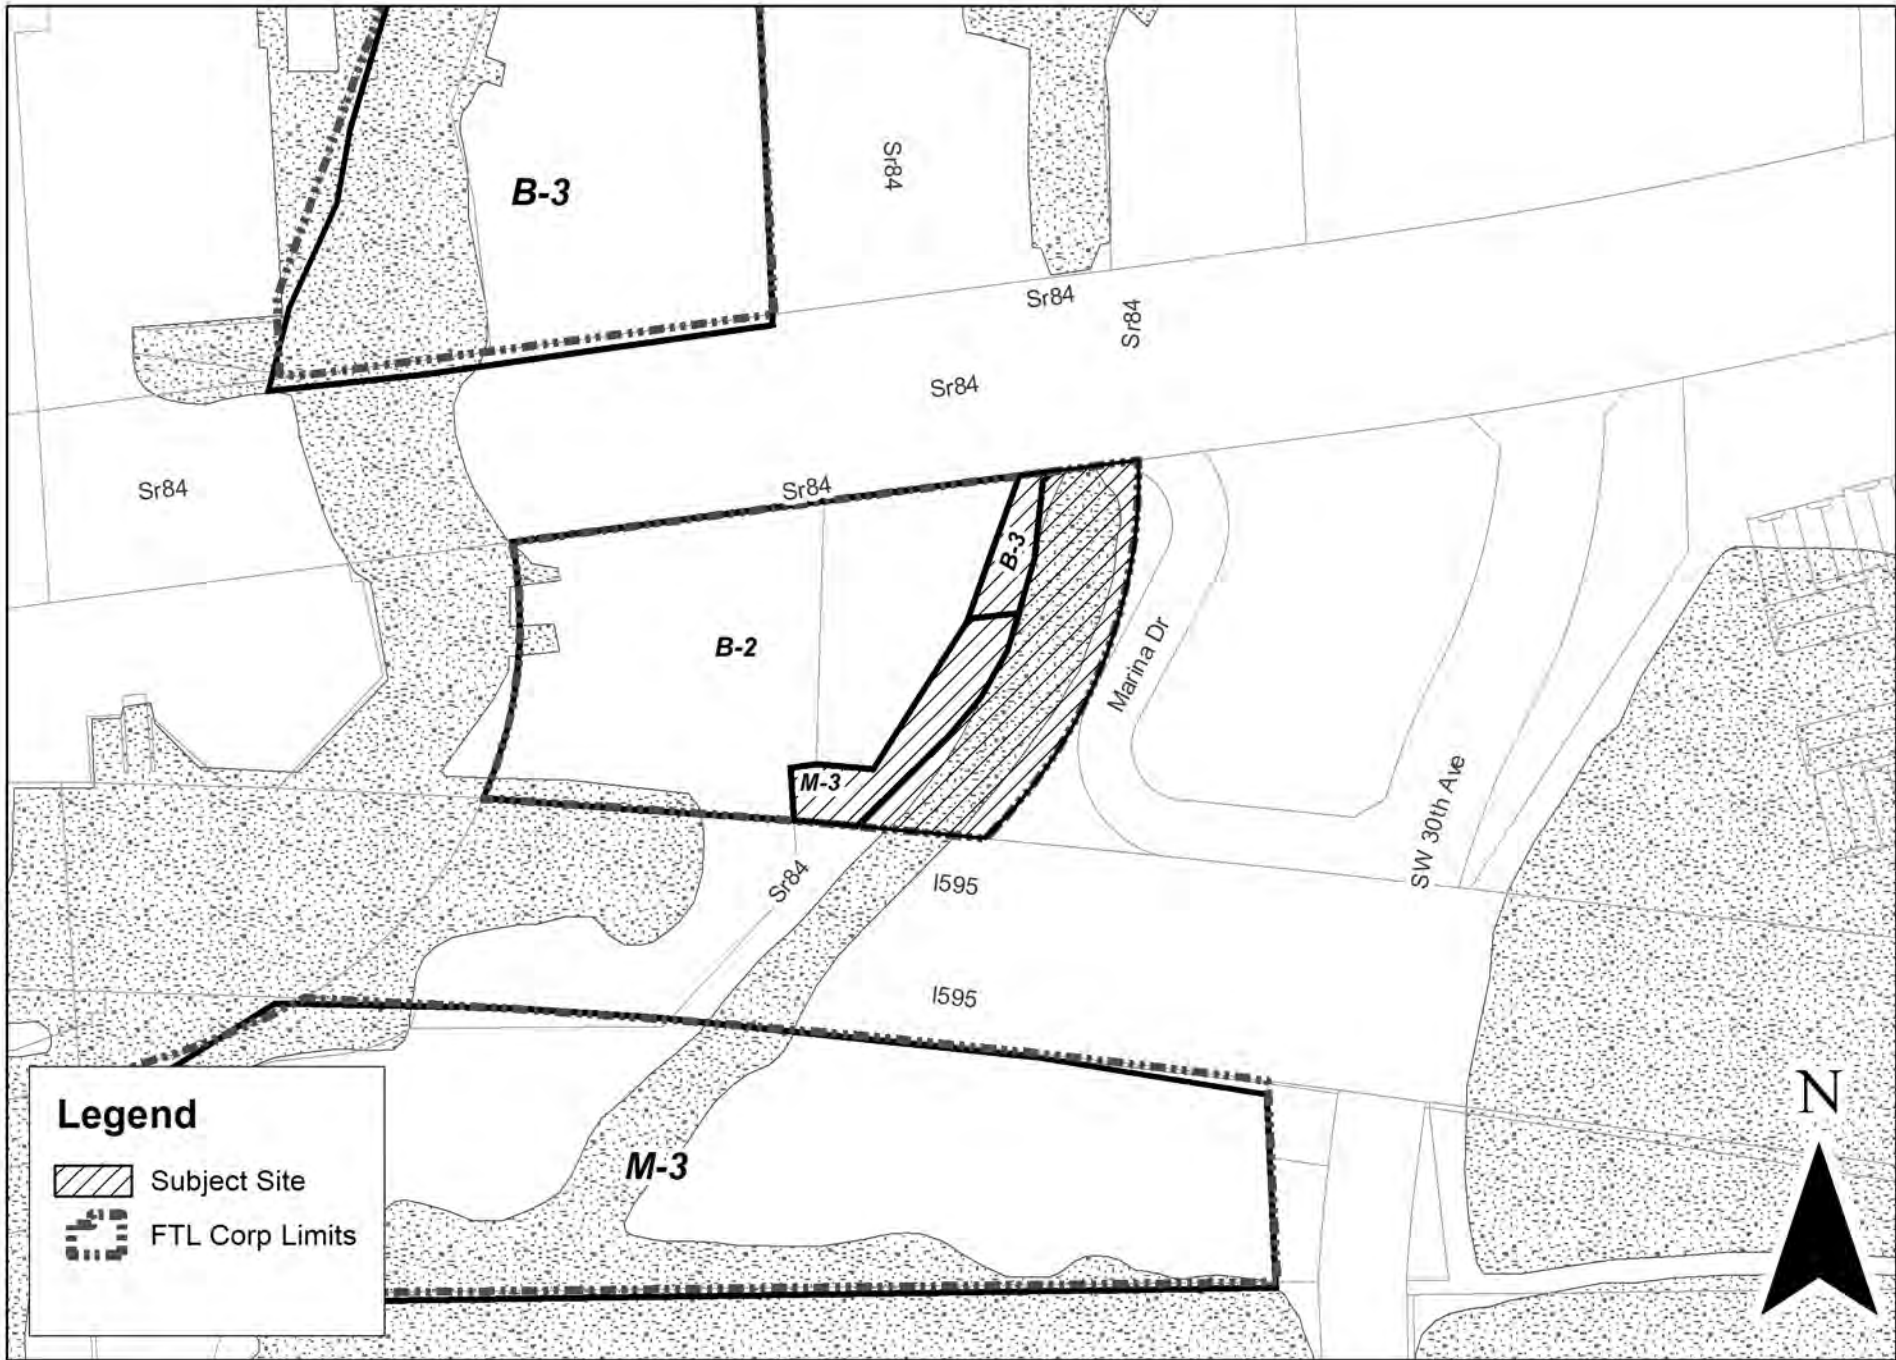 B-3
Sr84
Sr84
Sr84
Sr84
Sr84
Sr84
B-3
B-2
Marina Dr
M-3
SW 30th Ave
Sr84
I595
I595
M-3
N
Legend
Subject Site
FTL Corp Limits